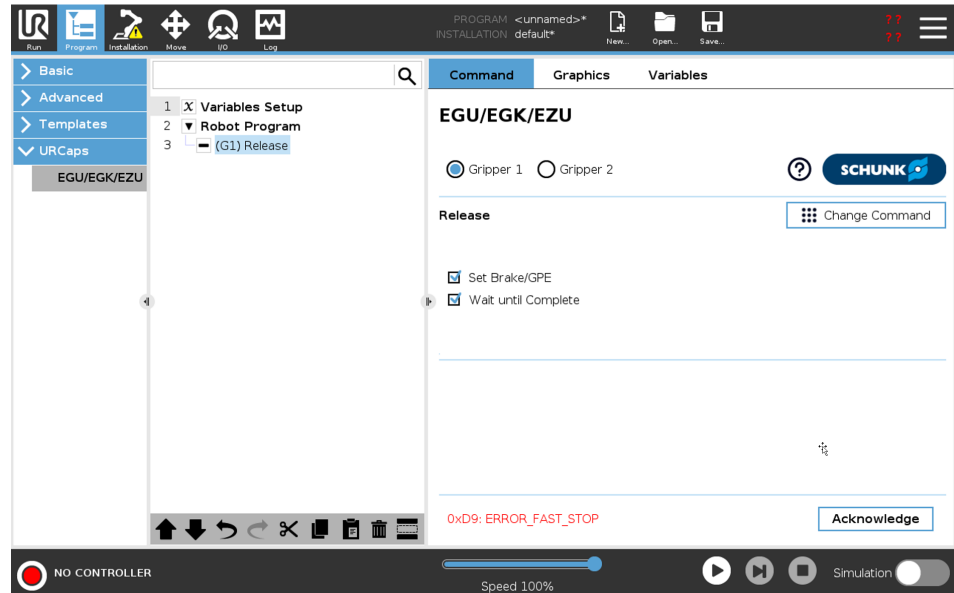 UR
PROGRAM <unnamed>*
INSTALLATION default*
Run Program Installation Move I/O Log New... Open... Save...
? ?
? ?
Basic
Advanced
Templates
URCaps
EGU/EGK/EZU
1 X Variables Setup
2 Robot Program
3 (G1) Release
Command Graphics Variables
EGU/EGK/EZU
Gripper 1 Gripper 2
? SCHUNK
Release Change Command
Set Brake/GPE
Wait until Complete
0xD9: ERROR_FAST_STOP Acknowledge
NO CONTROLLER
Speed 100%
Simulation